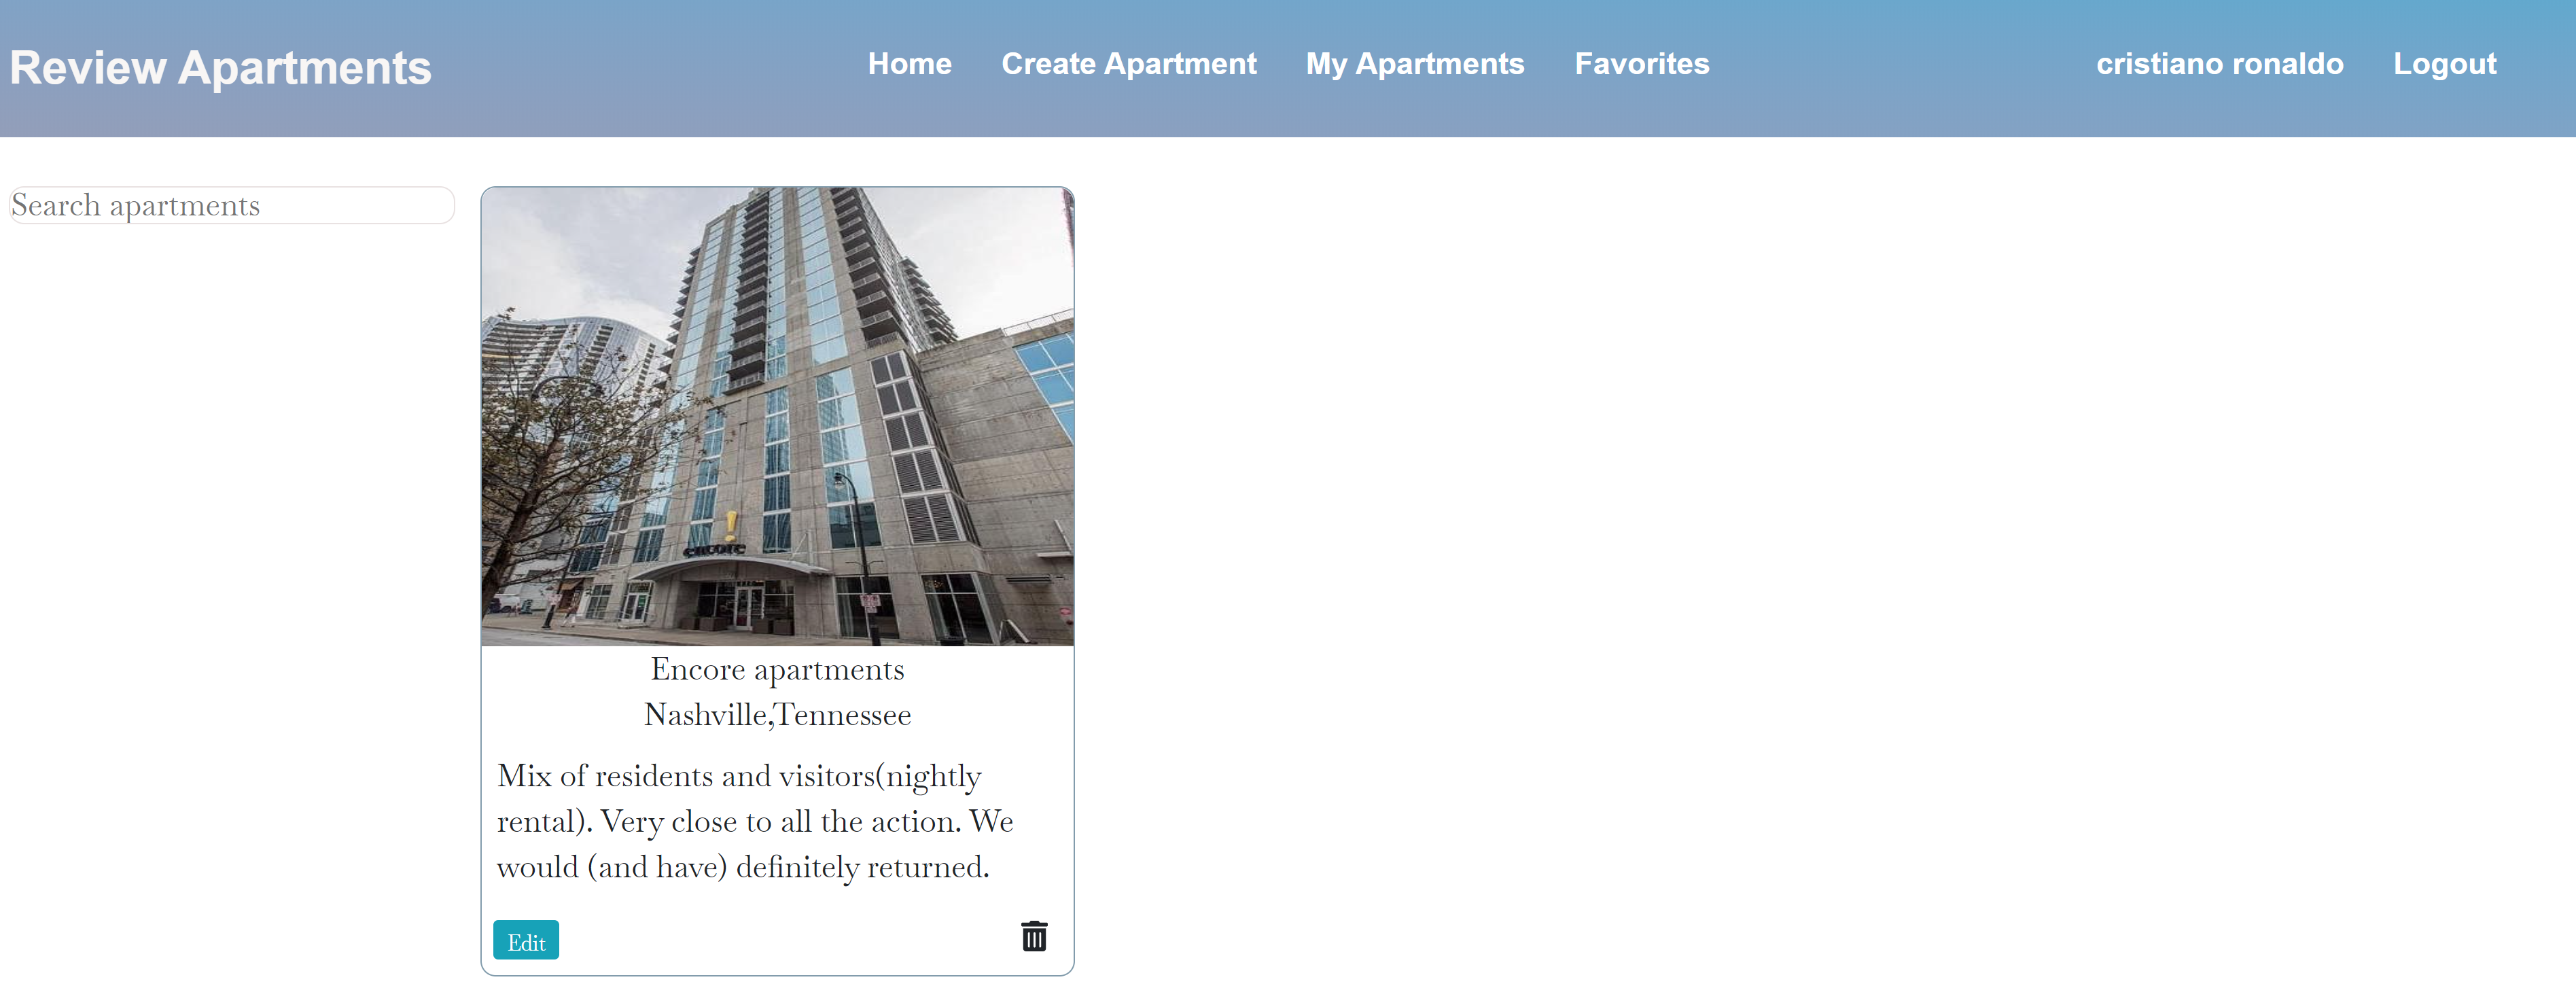 Review Apartments
Home Create Apartment My Apartments Favorites
cristiano ronaldo Logout
Search apartments
encore
Encore apartments
Nashville,Tennessee
Mix of residents and visitors(nightly
rental). Very close to all the action. We
would (and have) definitely returned.
Edit